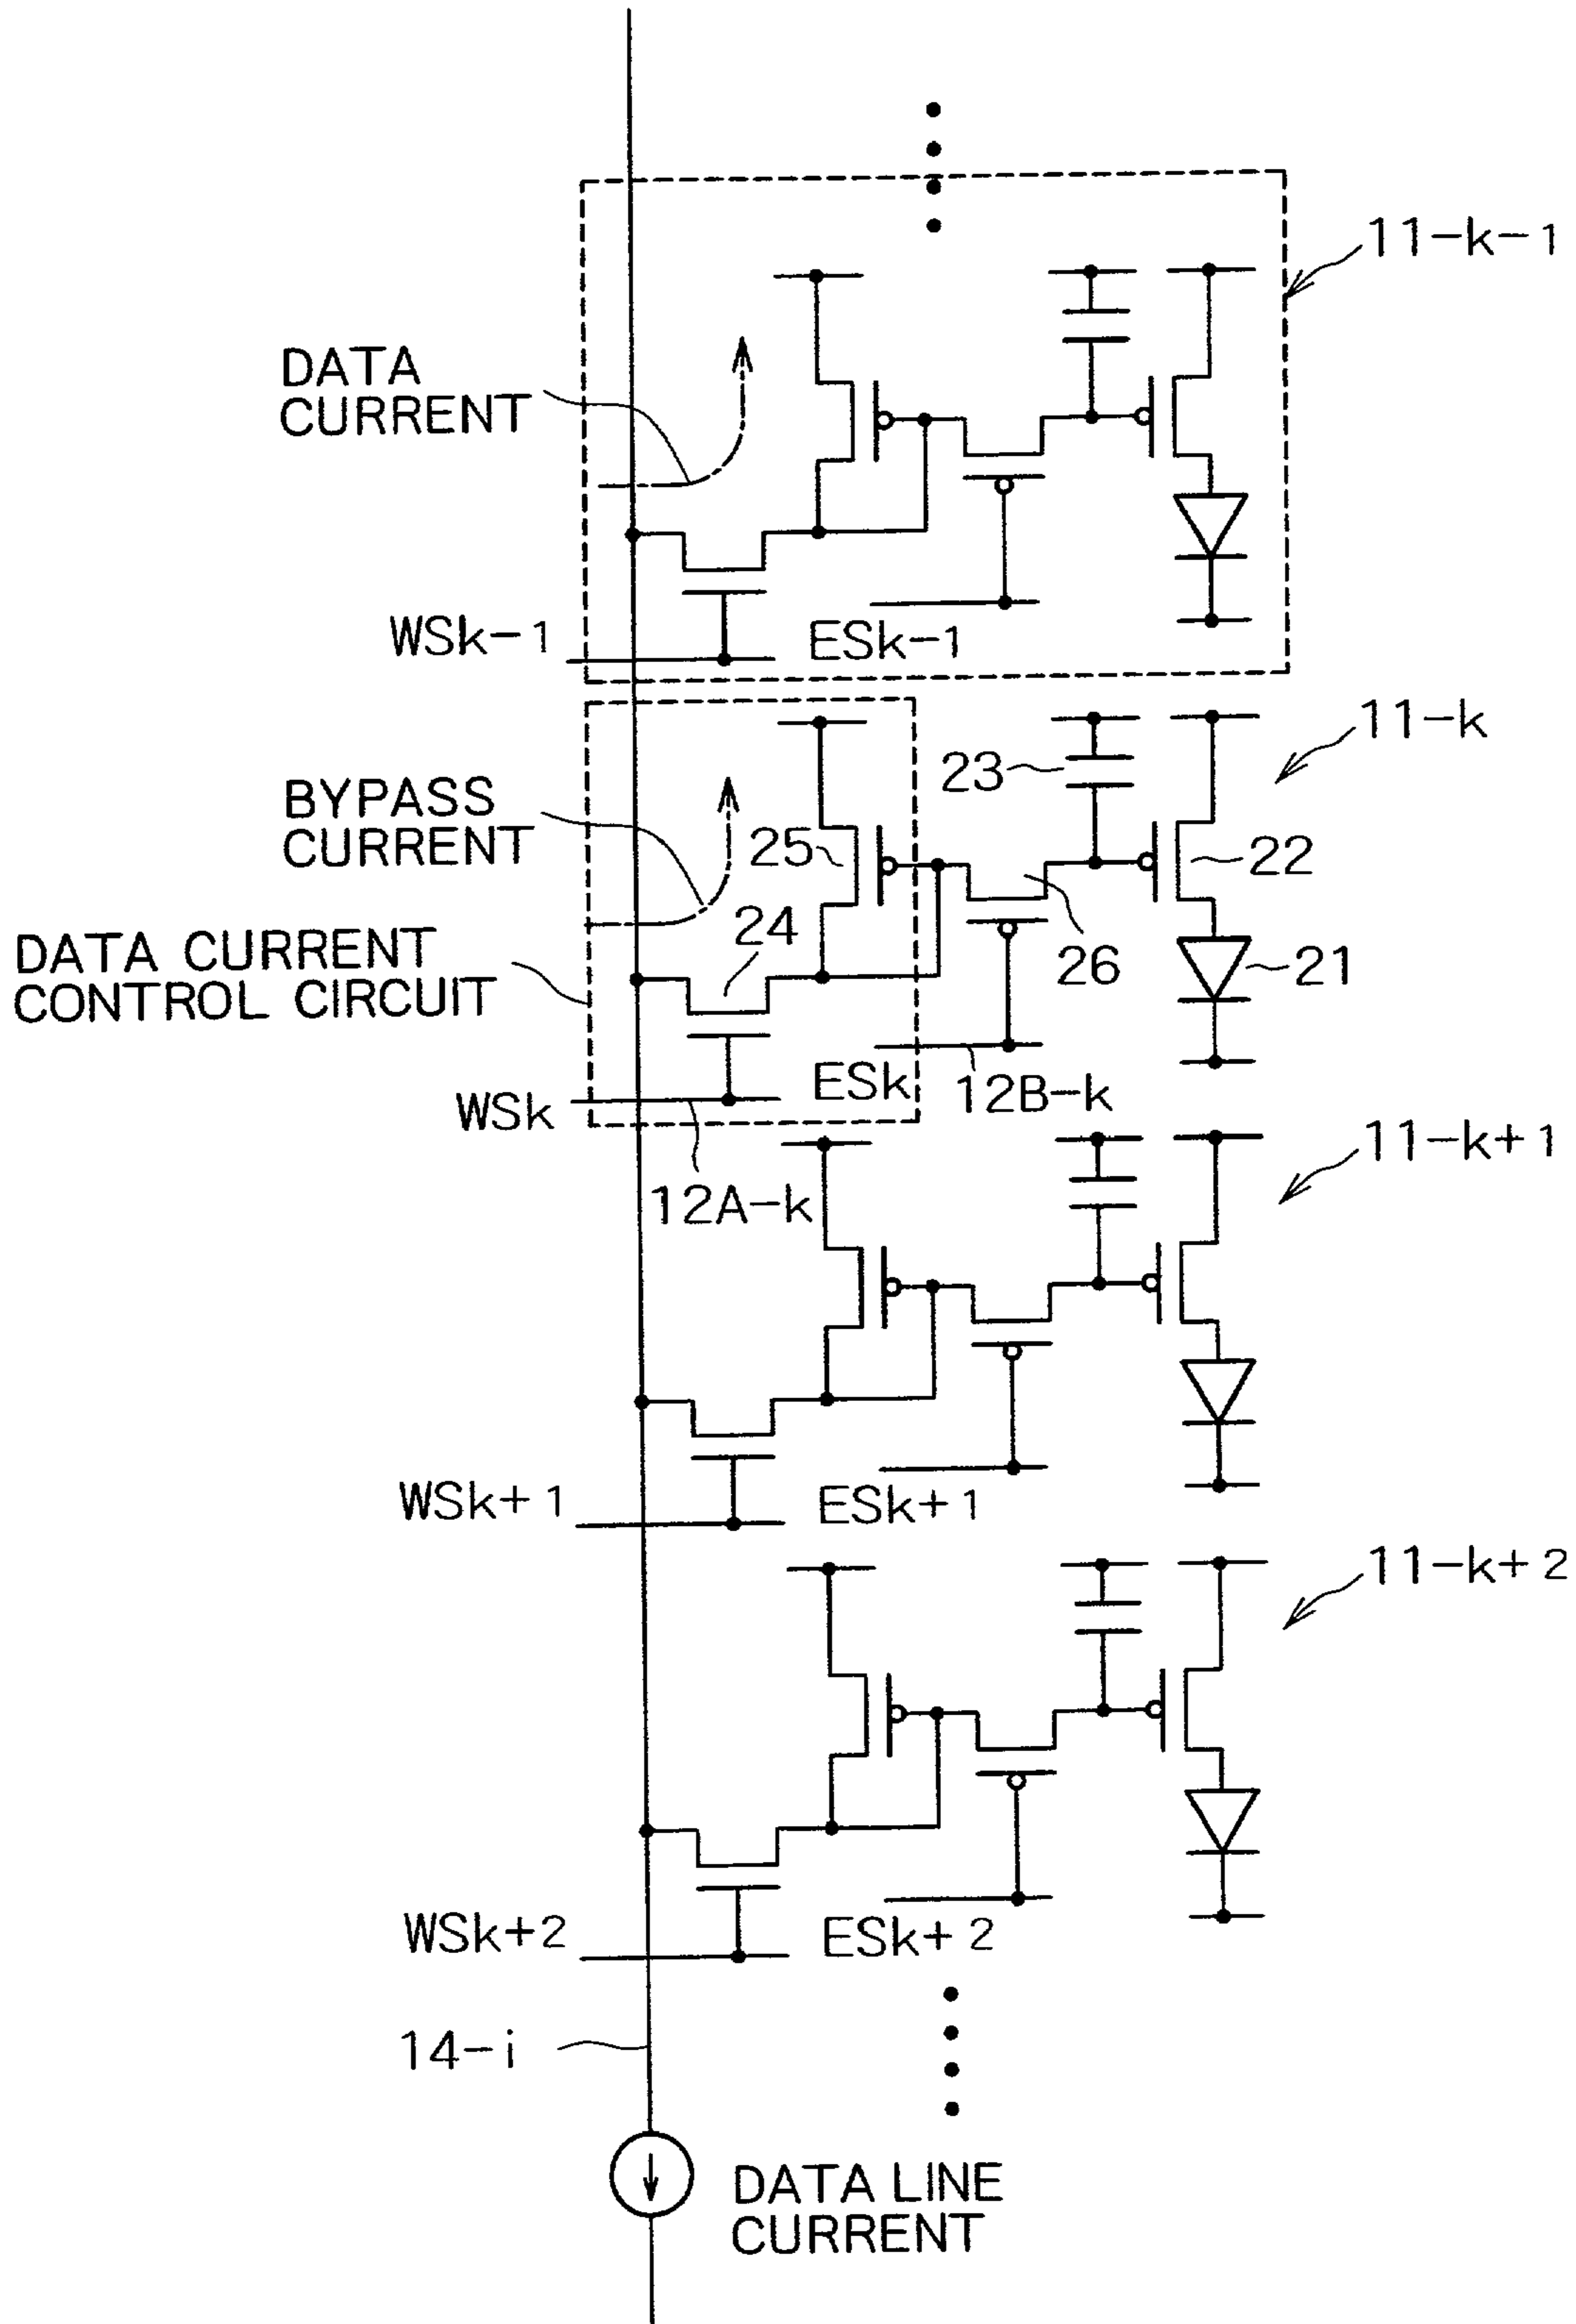 11-k-1
DATA
CURRENT
WSk-1
ESk-1
11-k
23
BYPASS
CURRENT
25
22
24
DATA CURRENT
CONTROL CIRCUIT
26
21
ESk
12B-k
WSk
12A-k
11-k+1
WSk+1
ESk+1
11-k+2
WSk+2
ESk+2
14-i
DATA LINE
CURRENT